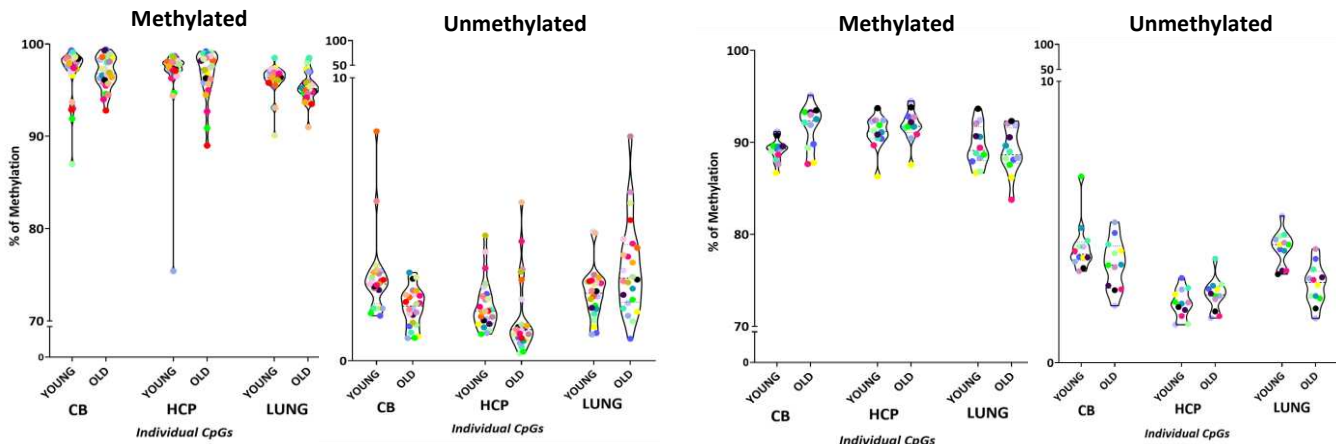 Methylated
Unmethylated
% of Methylation
100
90
80
70
0
YOUNG
OLD
YOUNG
OLD
YOUNG
OLD
CB
HCP
LUNG
Individual CpGs
100
50
10
0
YOUNG
OLD
YOUNG
OLD
YOUNG
OLD
CB
HCP
LUNG
Individual CpGs
Methylated
Unmethylated
% of Methylation
100
90
80
70
0
YOUNG
OLD
YOUNG
OLD
YOUNG
OLD
CB
HCP
LUNG
Individual CpGs
100
50
10
0
YOUNG
OLD
YOUNG
OLD
YOUNG
OLD
CB
HCP
LUNG
Individual CpGs